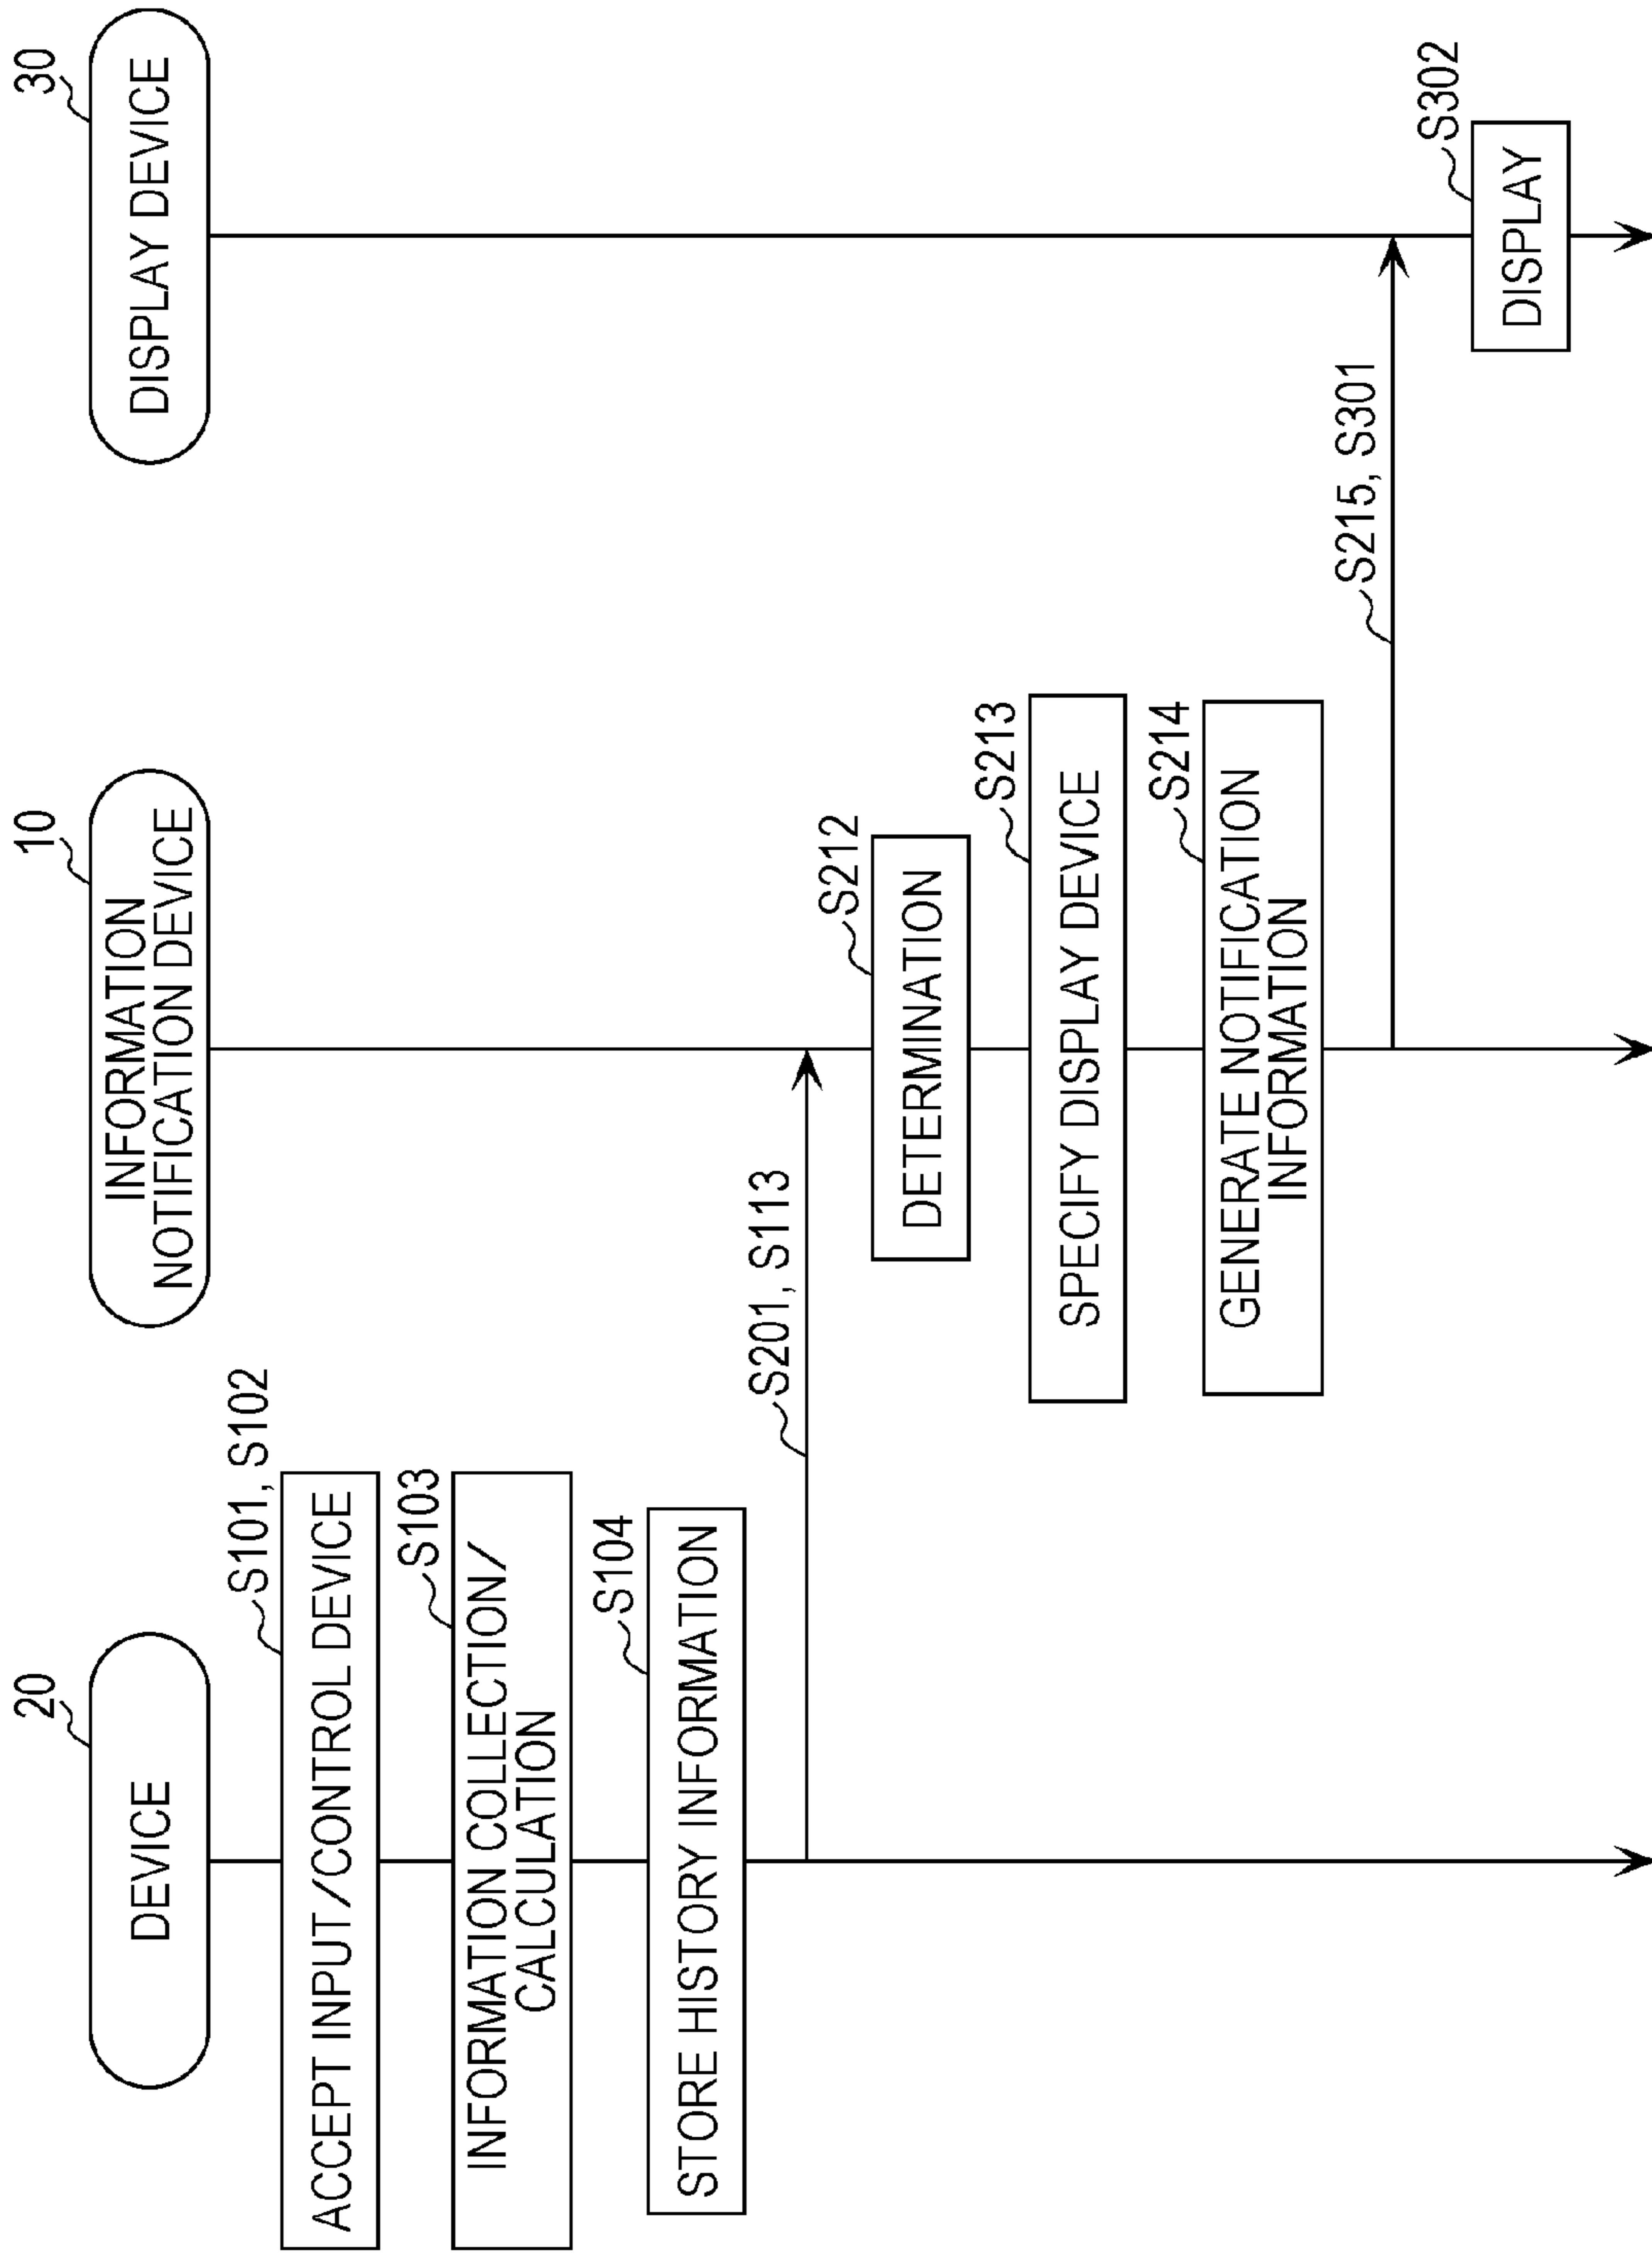 20
DEVICE
10
INFORMATION
NOTIFICATION DEVICE
30
DISPLAY DEVICE
S101, S102
ACCEPT INPUT/CONTROL DEVICE
S103
INFORMATION COLLECTION/
CALCULATION
S104
STORE HISTORY INFORMATION
S201, S113
S212
DETERMINATION
S213
SPECIFY DISPLAY DEVICE
S214
GENERATE NOTIFICATION
INFORMATION
S215, S301
S302
DISPLAY